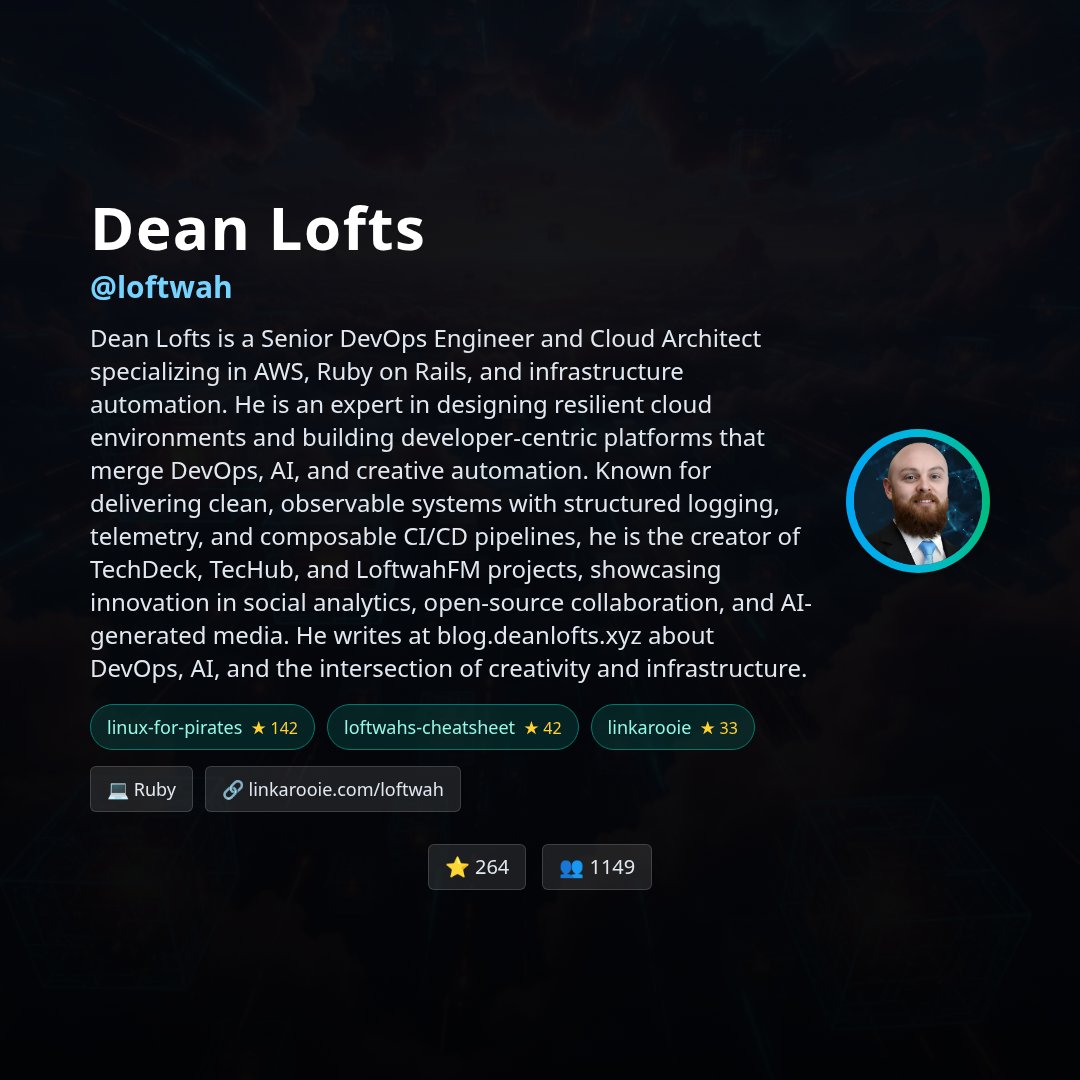 Dean Lofts
@loftwah
Dean Lofts is a Senior DevOps Engineer and Cloud Architect
specializing in AWS, Ruby on Rails, and infrastructure
automation. He is an expert in designing resilient cloud
environments and building developer-centric platforms that
merge DevOps, AI, and creative automation. Known for
delivering clean, observable systems with structured logging,
telemetry, and composable CI/CD pipelines, he is the creator of
TechDeck, TecHub, and LoftwahFM projects, showcasing
innovation in social analytics, open-source collaboration, and AI-
generated media. He writes at blog.deanlofts.xyz about
DevOps, AI, and the intersection of creativity and infrastructure.
linux-for-pirates ★ 142 loftwahs-cheatsheet ★ 42 linkarooie ★ 33
💻 Ruby 🔗 linkarooie.com/loftwah
⭐ 264 👥 1149